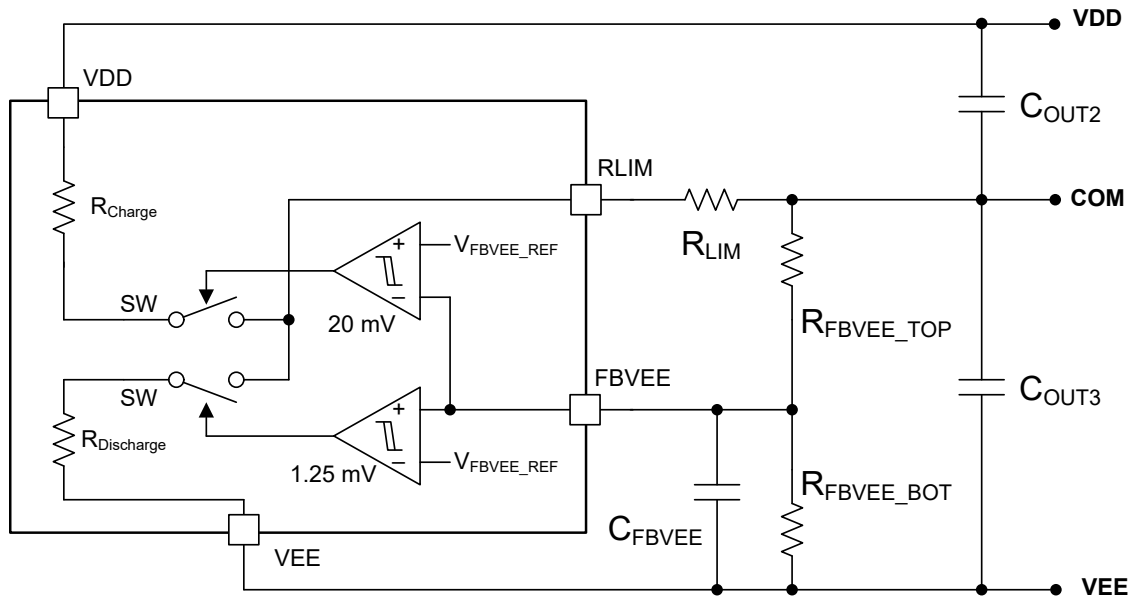 VDD
VDD
COUT2
RLIM
COM
RCharge
VFBVEE_REF
RLIM
SW
20 mV
RFBVEE_TOP
FBVEE
SW
COUT3
RDischarge
VFBVEE_REF
1.25 mV
RFBVEE_BOT
CFBVEE
VEE
VEE
+
−
+
−